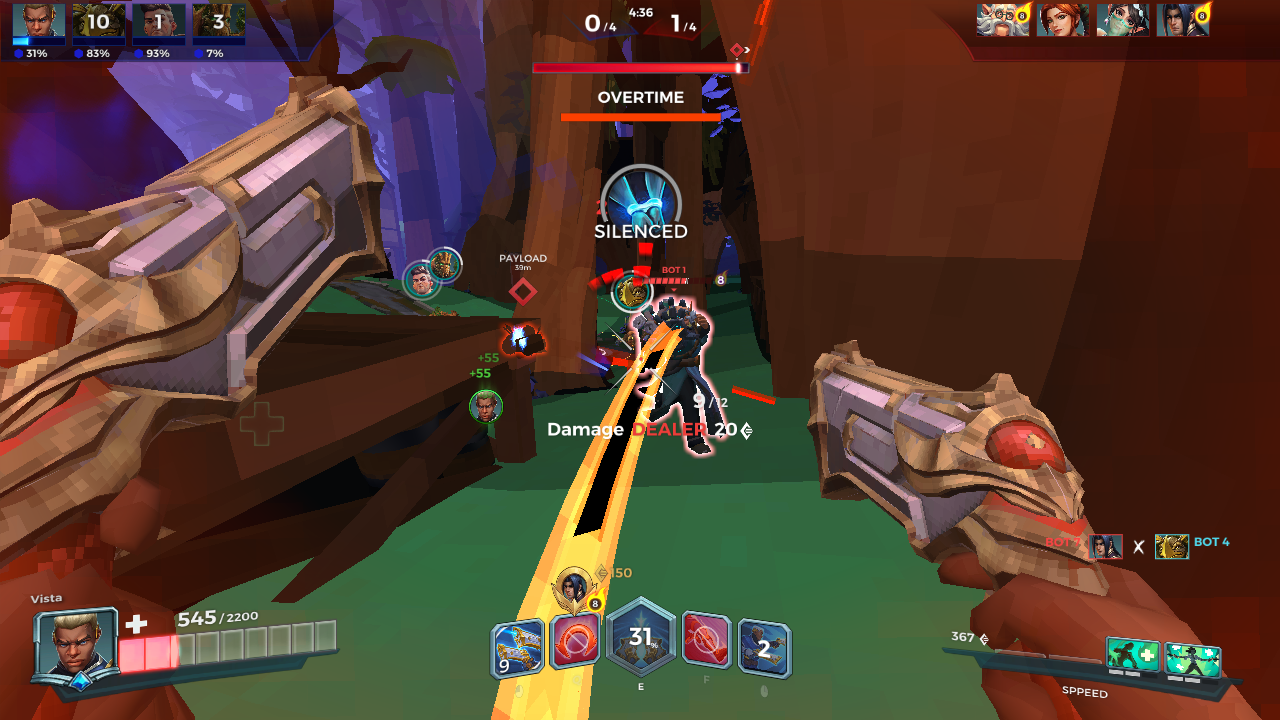 10
1
3
31%
83%
93%
7%
0/4
4:36
1/4
8
8
OVERTIME
SILENCED
PAYLOAD
39m
BOT 1
8
+55
+55
9/12
Damage DEALER 20
BOT 4
150
8
Vista
545/2200
9
31%
2
E
F
367
SPPEED